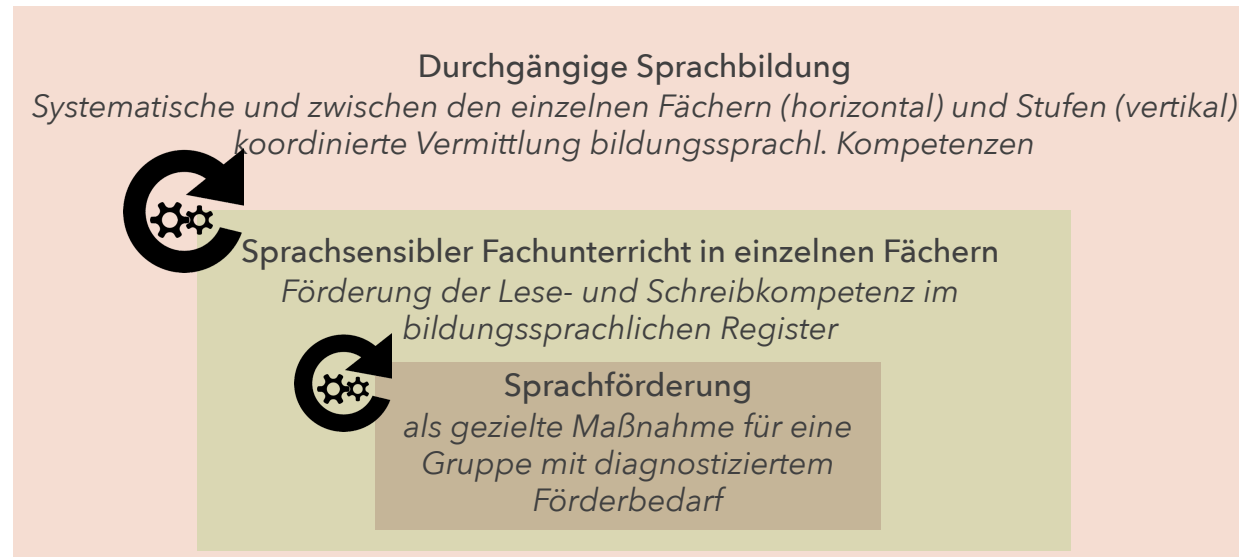 Durchgängige Sprachbildung
Systematische und zwischen den einzelnen Fächern (horizontal) und Stufen (vertikal)
koordinierte Vermittlung bildungssprachl. Kompetenzen
Sprachsensibler Fachunterricht in einzelnen Fächern
Förderung der Lese- und Schreibkompetenz im
bildungssprachlichen Register
Sprachförderung
als gezielte Maßnahme für eine
Gruppe mit diagnostiziertem
Förderbedarf